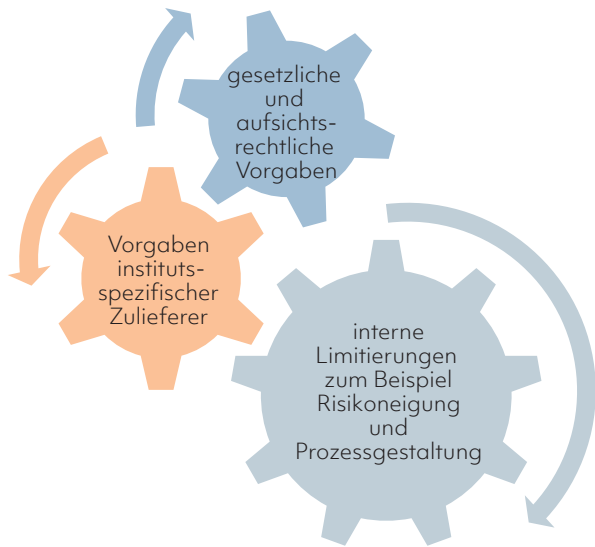 gesetzliche
und
aufsichts-
rechtliche
Vorgaben
Vorgaben
instituts-
spezifischer
Zulieferer
interne
Limitierungen
zum Beispiel
Risikoneigung
und
Prozessgestaltung